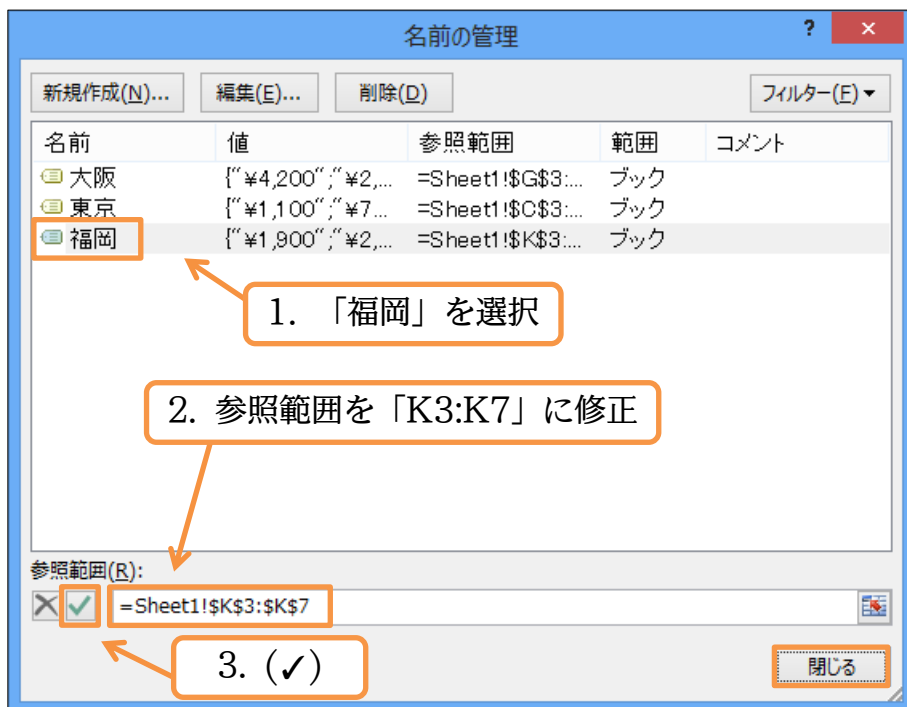 名前の管理
? ×
新規作成(N)... 編集(E)... 削除(D) フィルター(F)
名前 値 参照範囲 範囲 コメント
大阪 {"¥4,200";"¥2,... =Sheet1!$G$3:... ブック
東京 {"¥1,100";"¥7... =Sheet1!$C$3:... ブック
福岡 {"¥1,900";"¥2,... =Sheet1!$K$3:... ブック
1. 「福岡」を選択
2. 参照範囲を「K3:K7」に修正
参照範囲(R):
=Sheet1!$K$3:$K$7
3. (✓)
閉じる